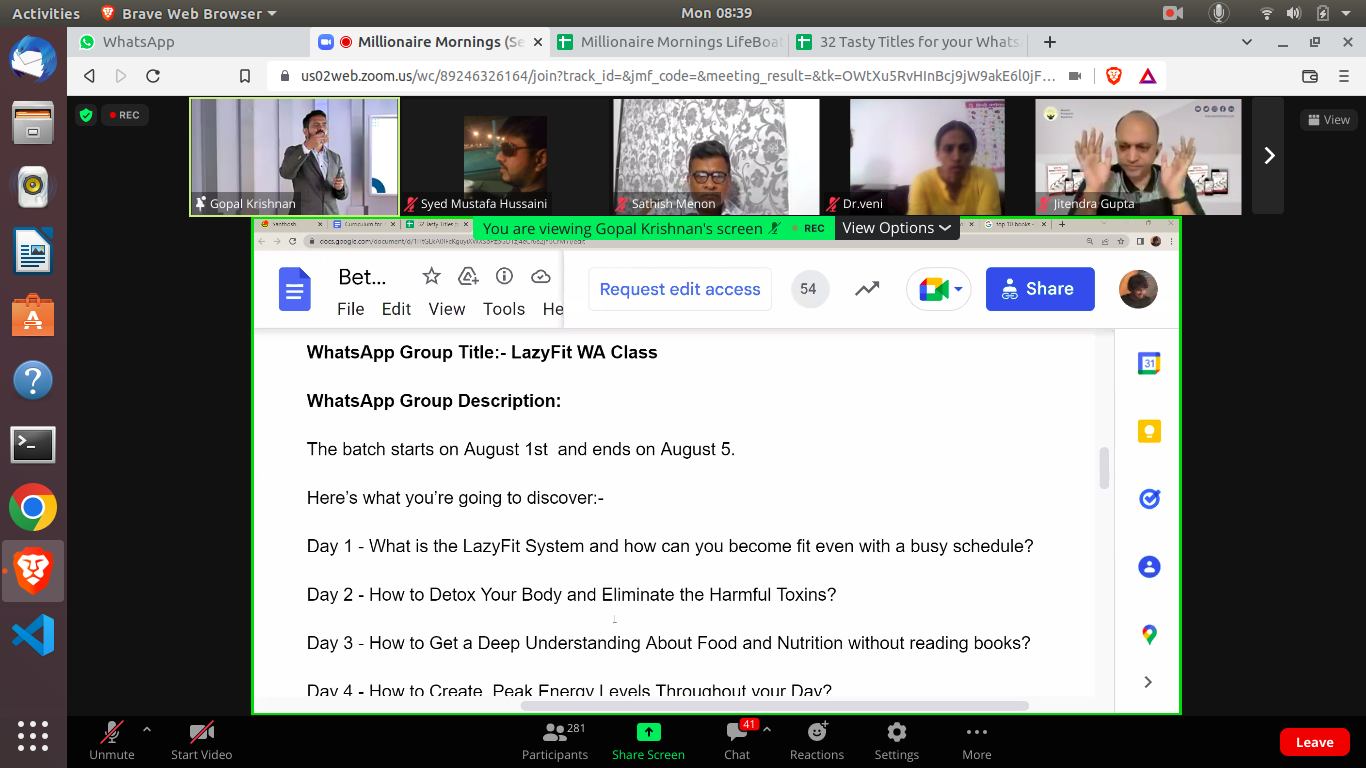 Activities
Brave Web Browser
Mon 08:39
WhatsApp
Millionaire Mornings (Se
Millionaire Mornings LifeBoa
32 Tasty Titles for your Whats
us02web.zoom.us/wc/89246326164/join?track_id=&jmf_code=&meeting_result=&tk=OWtXu5RvHInBcj9jW9akE6l0jF...
REC
View
Gopal Krishnan
Syed Mustafa Hussaini
Sathish Menon
Dr.veni
Jitendra Gupta
You are viewing Gopal Krishnan's screen
REC
View Options
Bet...
File Edit View Tools He
Request edit access
54
Share
WhatsApp Group Title:- LazyFit WA Class
WhatsApp Group Description:
The batch starts on August 1st and ends on August 5.
Here's what you're going to discover:-
Day 1 - What is the LazyFit System and how can you become fit even with a busy schedule?
Day 2 - How to Detox Your Body and Eliminate the Harmful Toxins?
Day 3 - How to Get a Deep Understanding About Food and Nutrition without reading books?
Day 4 - How to Create Peak Energy Levels Throughout your Day?
31
Unmute
Start Video
281
Participants
Share Screen
41
Chat
Reactions
Settings
More
Leave